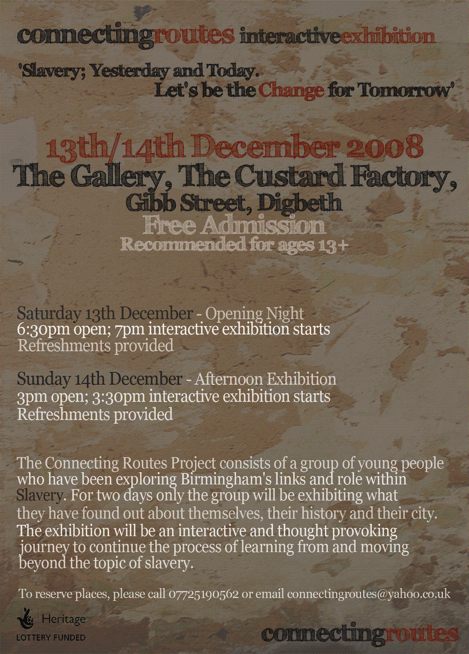 connectingroutes interactiveexhibition
'Slavery; Yesterday and Today.
Let's be the Change for Tomorrow'
13th/14th December 2008
The Gallery, The Custard Factory,
Gibb Street, Digbeth
Free Admission
Recommended for ages 13+
Saturday 13th December - Opening Night
6:30pm open; 7pm interactive exhibition starts
Refreshments provided
Sunday 14th December - Afternoon Exhibition
3pm open; 3:30pm interactive exhibition starts
Refreshments provided
The Connecting Routes Project consists of a group of young people
who have been exploring Birmingham's links and role within
Slavery. For two days only the group will be exhibiting what
they have found out about themselves, their history and their city.
The exhibition will be an interactive and thought provoking
journey to continue the process of learning from and moving
beyond the topic of slavery.
To reserve places, please call 07725190562 or email connectingroutes@yahoo.co.uk
Heritage
LOTTERY FUNDED
connectingroutes